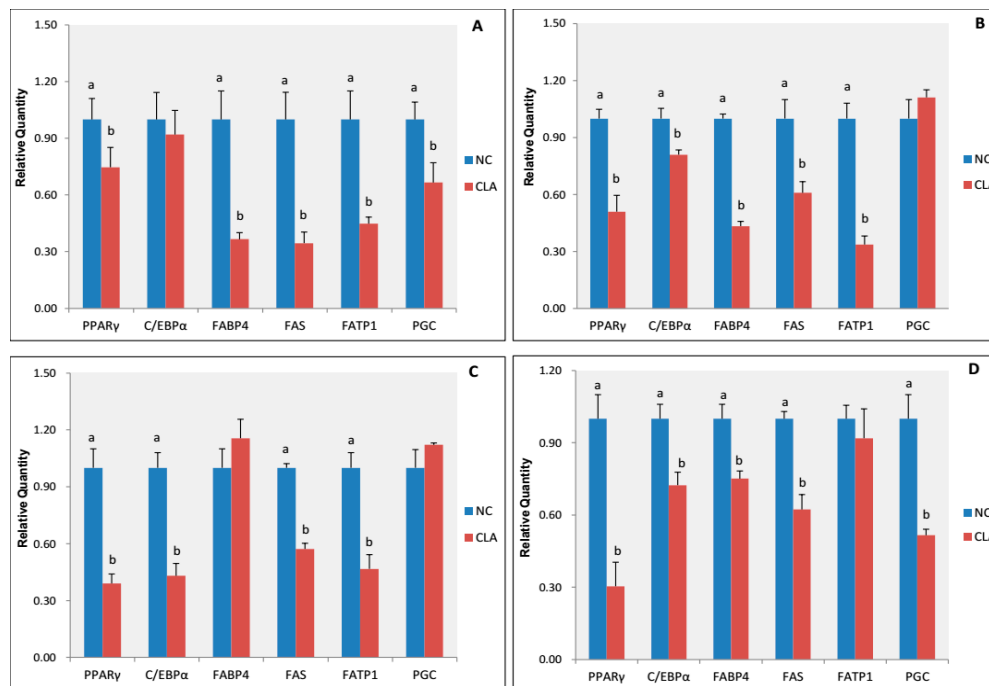 A
Relative Quantity
1.50
1.20
0.90
0.60
0.30
0.00
a a a a a
b b b b b
NC
CLA
PPARγ C/EBPα FABP4 FAS FATP1 PGC
B
Relative Quantity
1.50
1.20
0.90
0.60
0.30
0.00
a a a a a
b b b b b
NC
CLA
PPARγ C/EBPα FABP4 FAS FATP1 PGC
C
Relative Quantity
1.50
1.20
0.90
0.60
0.30
0.00
a a a a
b b b b
NC
CLA
PPARγ C/EBPα FABP4 FAS FATP1 PGC
D
Relative Quantity
1.20
0.90
0.60
0.30
0.00
a a a a a
b b b b b
NC
CLA
PPARγ C/EBPα FABP4 FAS FATP1 PGC